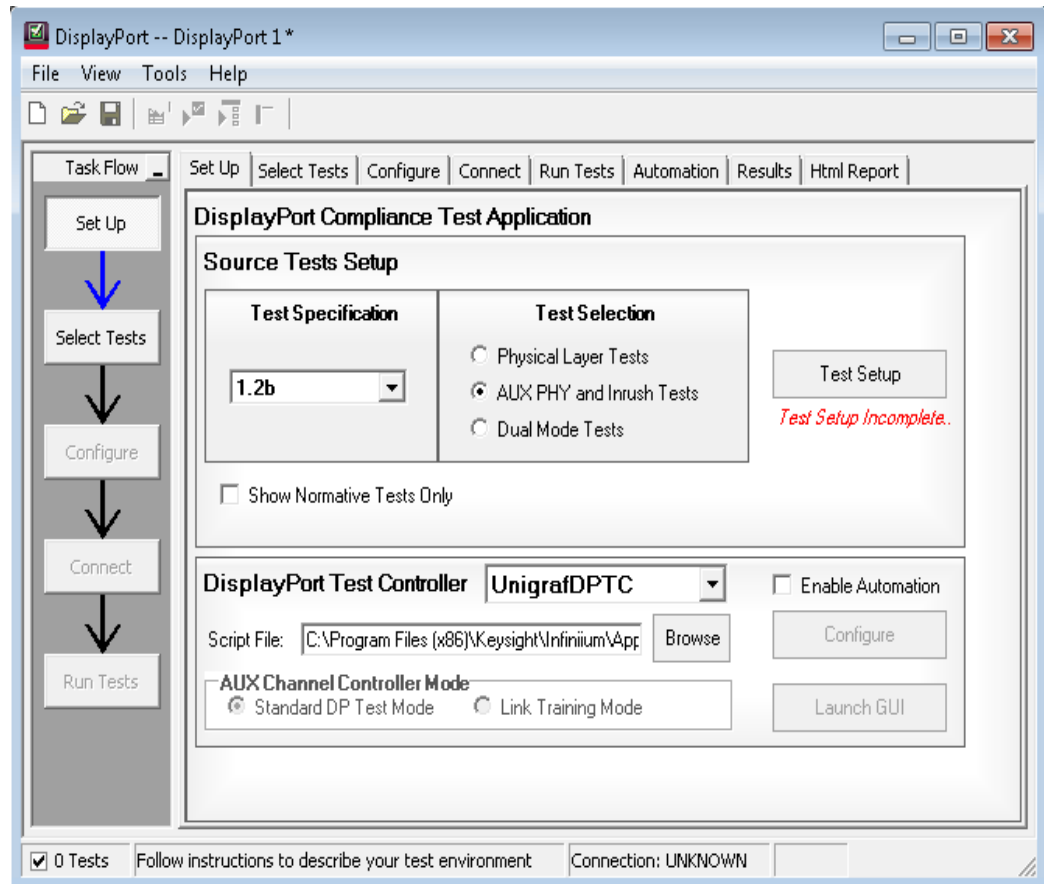 DisplayPort -- DisplayPort 1 *
File View Tools Help
Task Flow
Set Up Select Tests Configure Connect Run Tests Automation Results Html Report
Set Up
Select Tests
Configure
Connect
Run Tests
DisplayPort Compliance Test Application
Source Tests Setup
Test Specification
1.2b
Test Selection
Physical Layer Tests
AUX PHY and Inrush Tests
Dual Mode Tests
Test Setup
Test Setup Incomplete..
Show Normative Tests Only
DisplayPort Test Controller UnigrafDPTC
Enable Automation
Script File: C:\Program Files (x86)\Keysight\Infiniium\App Browse
Configure
AUX Channel Controller Mode
Standard DP Test Mode Link Training Mode
Launch GUI
0 Tests Follow instructions to describe your test environment Connection: UNKNOWN